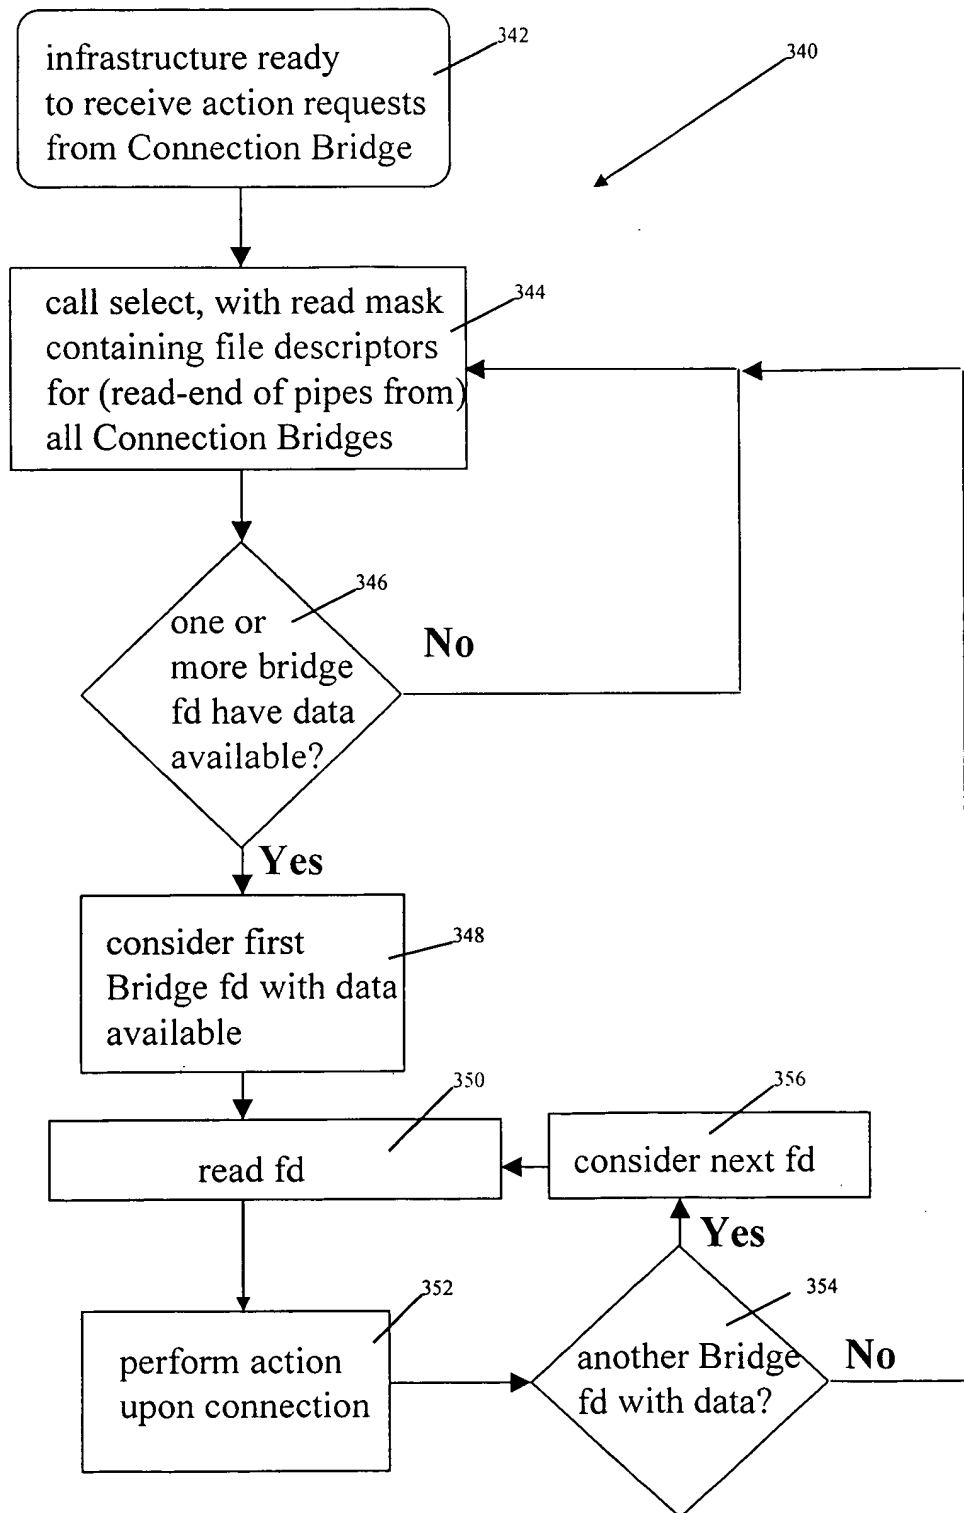 342
infrastructure ready
to receive action requests
from Connection Bridge
340
344
call select, with read mask
containing file descriptors
for (read-end of pipes from)
all Connection Bridges
346
one or
more bridge
fd have data
available?
No
Yes
348
consider first
Bridge fd with data
available
350
read fd
356
consider next fd
Yes
352
perform action
upon connection
354
another Bridge
fd with data?
No